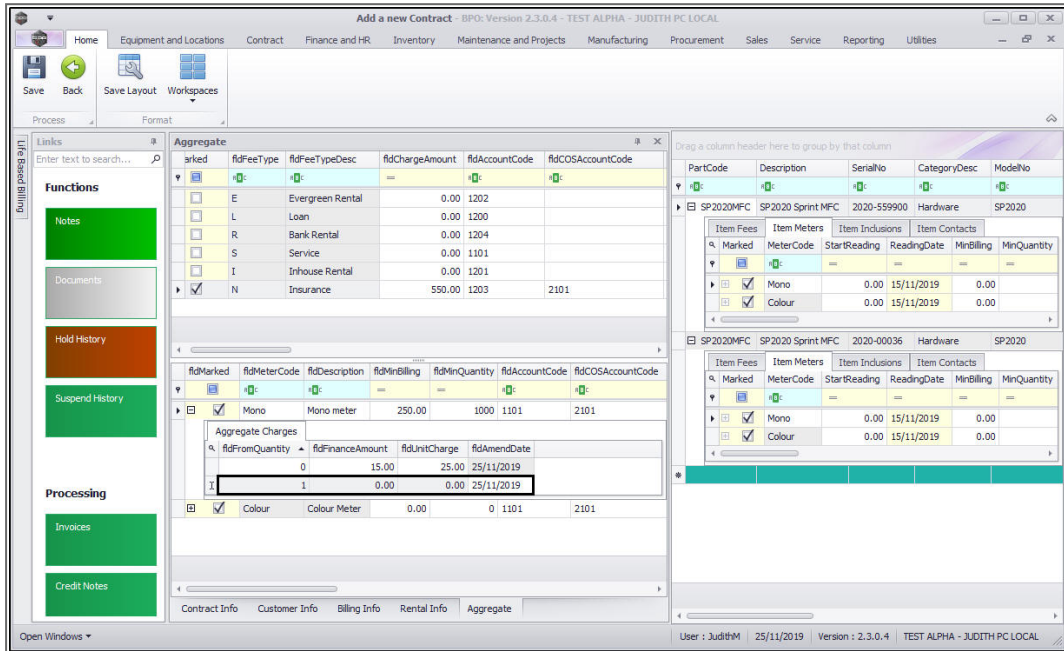 Add a new Contract - BPO: Version 2.3.0.4 - TEST ALPHA - JUDITH PC LOCAL
Home Equipment and Locations Contract Finance and HR Inventory Maintenance and Projects Manufacturing Procurement Sales Service Reporting Utilities
Save Back Save Layout Workspaces
Process Format
Life Based Billing
Links
Enter text to search...
Functions
Notes
Documents
Hold History
Suspend History
Processing
Invoices
Credit Notes
Aggregate
arked fldFeeType fldFeeTypeDesc fldChargeAmount fldAccountCode fldCOSAccountCode
E Evergreen Rental 0.00 1202
L Loan 0.00 1200
R Bank Rental 0.00 1204
S Service 0.00 1101
I Inhouse Rental 0.00 1201
N Insurance 550.00 1203 2101
fldMarked fldMeterCode fldDescription fldMinBilling fldMinQuantity fldAccountCode fldCOSAccountCode
Mono Mono meter 250.00 1000 1101 2101
Aggregate Charges
fldFromQuantity fldFinanceAmount fldUnitCharge fldAmendDate
0 15.00 25.00 25/11/2019
1 0.00 0.00 25/11/2019
Colour Colour Meter 0.00 0 1101 2101
Contract Info Customer Info Billing Info Rental Info Aggregate
Drag a column header here to group by that column
PartCode Description SerialNo CategoryDesc ModelNo
SP2020MFC SP2020 Sprint MFC 2020-559900 Hardware SP2020
Item Fees Item Meters Item Inclusions Item Contacts
Marked MeterCode StartReading ReadingDate MinBilling MinQuantity
Mono 0.00 15/11/2019 0.00
Colour 0.00 15/11/2019 0.00
SP2020MFC SP2020 Sprint MFC 2020-00036 Hardware SP2020
Item Fees Item Meters Item Inclusions Item Contacts
Marked MeterCode StartReading ReadingDate MinBilling MinQuantity
Mono 0.00 15/11/2019 0.00
Colour 0.00 15/11/2019 0.00
Open Windows User : JudithM 25/11/2019 Version : 2.3.0.4 TEST ALPHA - JUDITH PC LOCAL